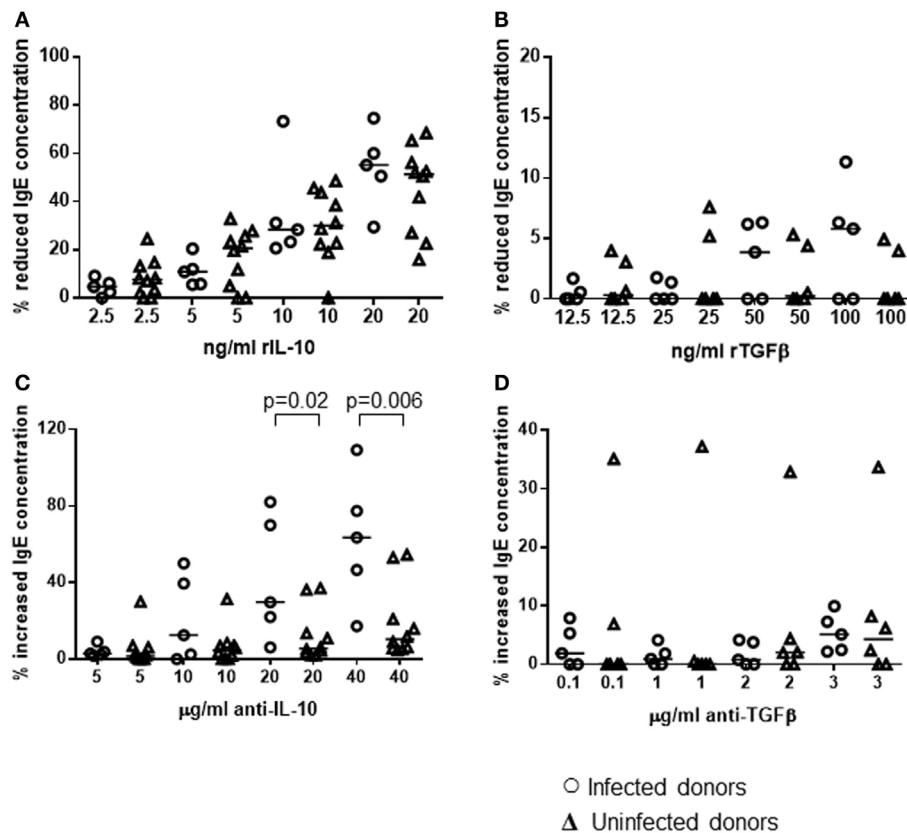 A
% reduced IgE concentration
100
80
60
40
20
0
2.5 2.5 5 5 10 10 20 20
ng/ml rIL-10
B
% reduced IgE concentration
20
15
10
5
0
12.5 12.5 25 25 50 50 100 100
ng/ml rTGFβ
C
% increased IgE concentration
120
80
40
0
p=0.02 p=0.006
5 5 10 10 20 20 40 40
µg/ml anti-IL-10
D
% increased IgE concentration
40
30
20
10
0
0.1 0.1 1 1 2 2 3 3
µg/ml anti-TGFβ
Infected donors
Uninfected donors